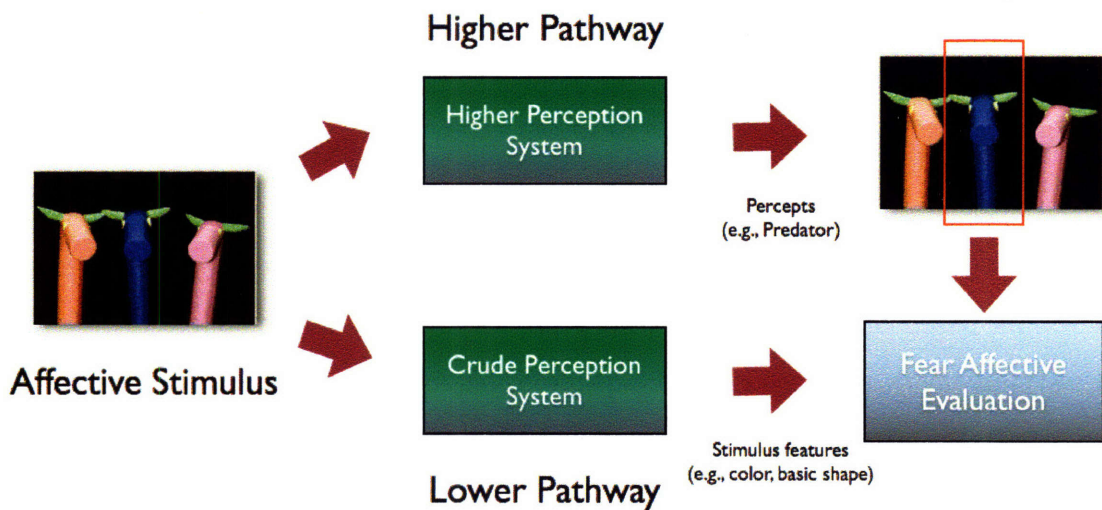 Higher Pathway
Higher Perception
System
Percepts
(e.g., Predator)
Affective Stimulus
Crude Perception
System
Stimulus features
(e.g., color, basic shape)
Fear Affective
Evaluation
Lower Pathway